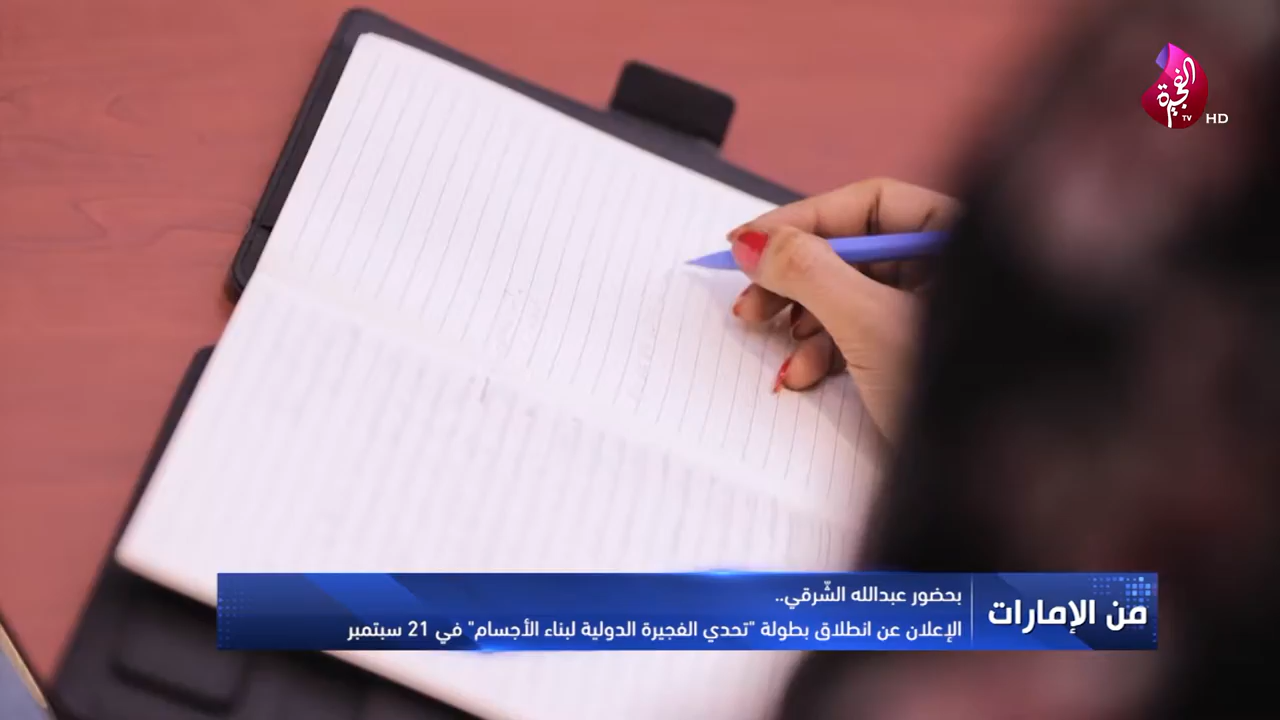 الفجيرة
TV HD
من الإمارات
بحضور عبدالله الشّرقي..
الإعلان عن انطلاق بطولة "تحدي الفجيرة الدولية لبناء الأجسام" في 21 سبتمبر